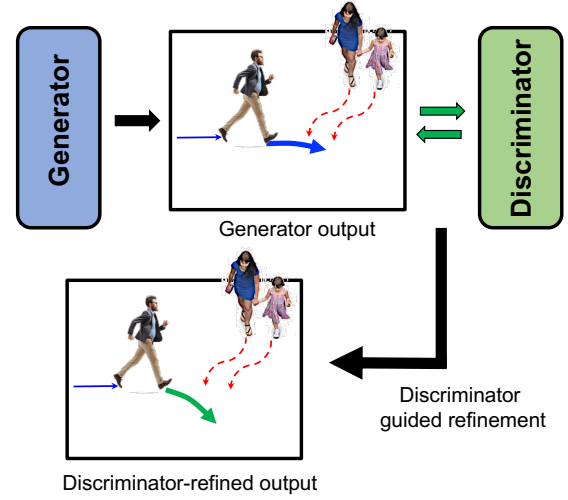 Generator
Discriminator
Generator output
Discriminator
guided refinement
Discriminator-refined output